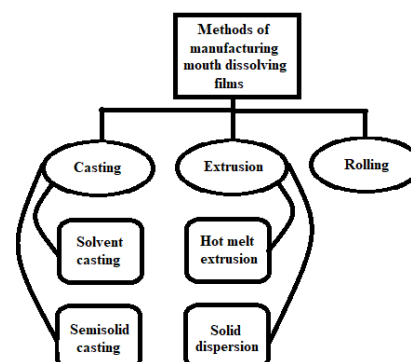 Methods of
manufacturing
mouth dissolving
films
Casting
Extrusion
Rolling
Solvent
casting
Hot melt
extrusion
Semisolid
casting
Solid
dispersion